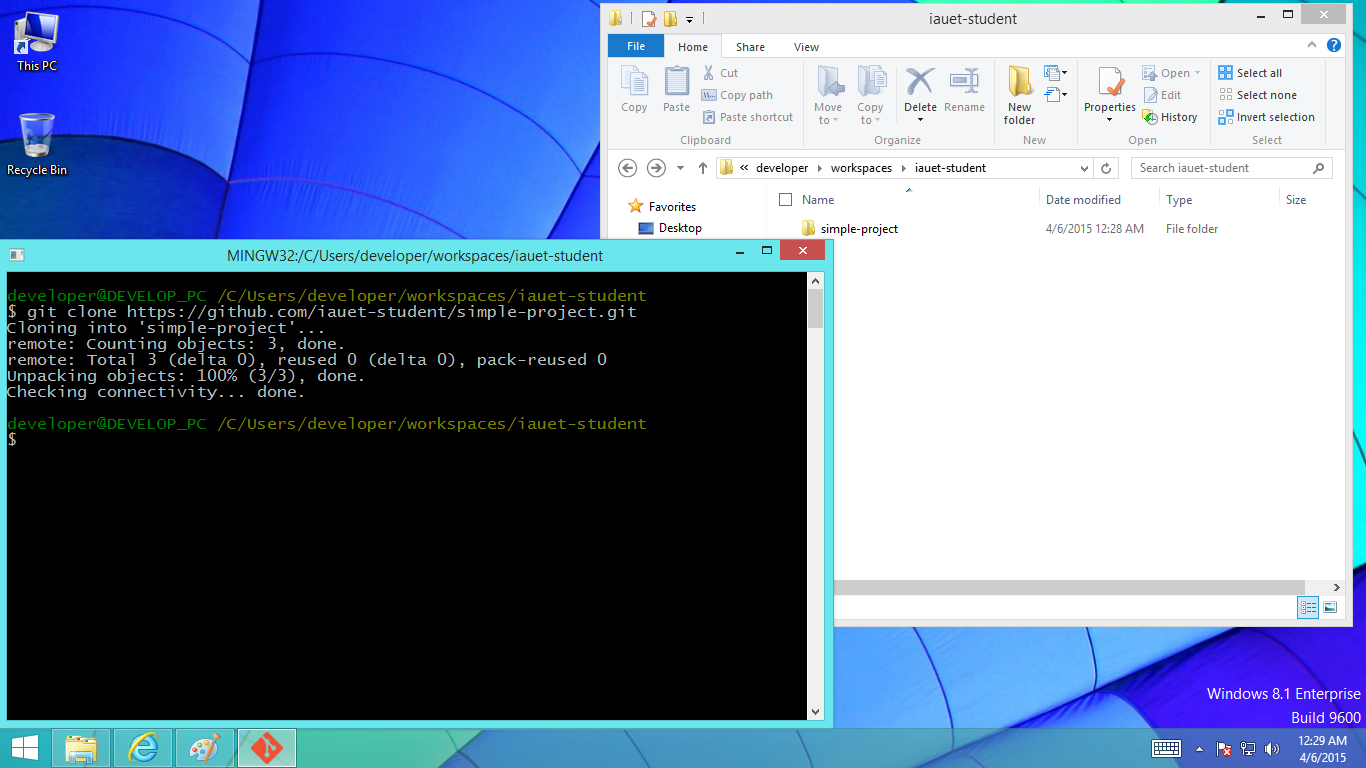 This PC
Recycle Bin
iauet-student
File Home Share View
Copy
Paste
Cut
Copy path
Paste shortcut
Clipboard
Move to
Copy to
Delete
Rename
Organize
New folder
New
Properties
Open
Edit
History
Open
Select all
Select none
Invert selection
Select
« developer workspaces iauet-student
Search iauet-student
Favorites
Desktop
Name Date modified Type Size
simple-project 4/6/2015 12:28 AM File folder
MINGW32:/C/Users/developer/workspaces/iauet-student
developer@DEVELOP_PC /C/Users/developer/workspaces/iauet-student
$ git clone https://github.com/iauet-student/simple-project.git
Cloning into 'simple-project'...
remote: Counting objects: 3, done.
remote: Total 3 (delta 0), reused 0 (delta 0), pack-reused 0
Unpacking objects: 100% (3/3), done.
Checking connectivity... done.
developer@DEVELOP_PC /C/Users/developer/workspaces/iauet-student
$
Windows 8.1 Enterprise
Build 9600
12:29 AM
4/6/2015